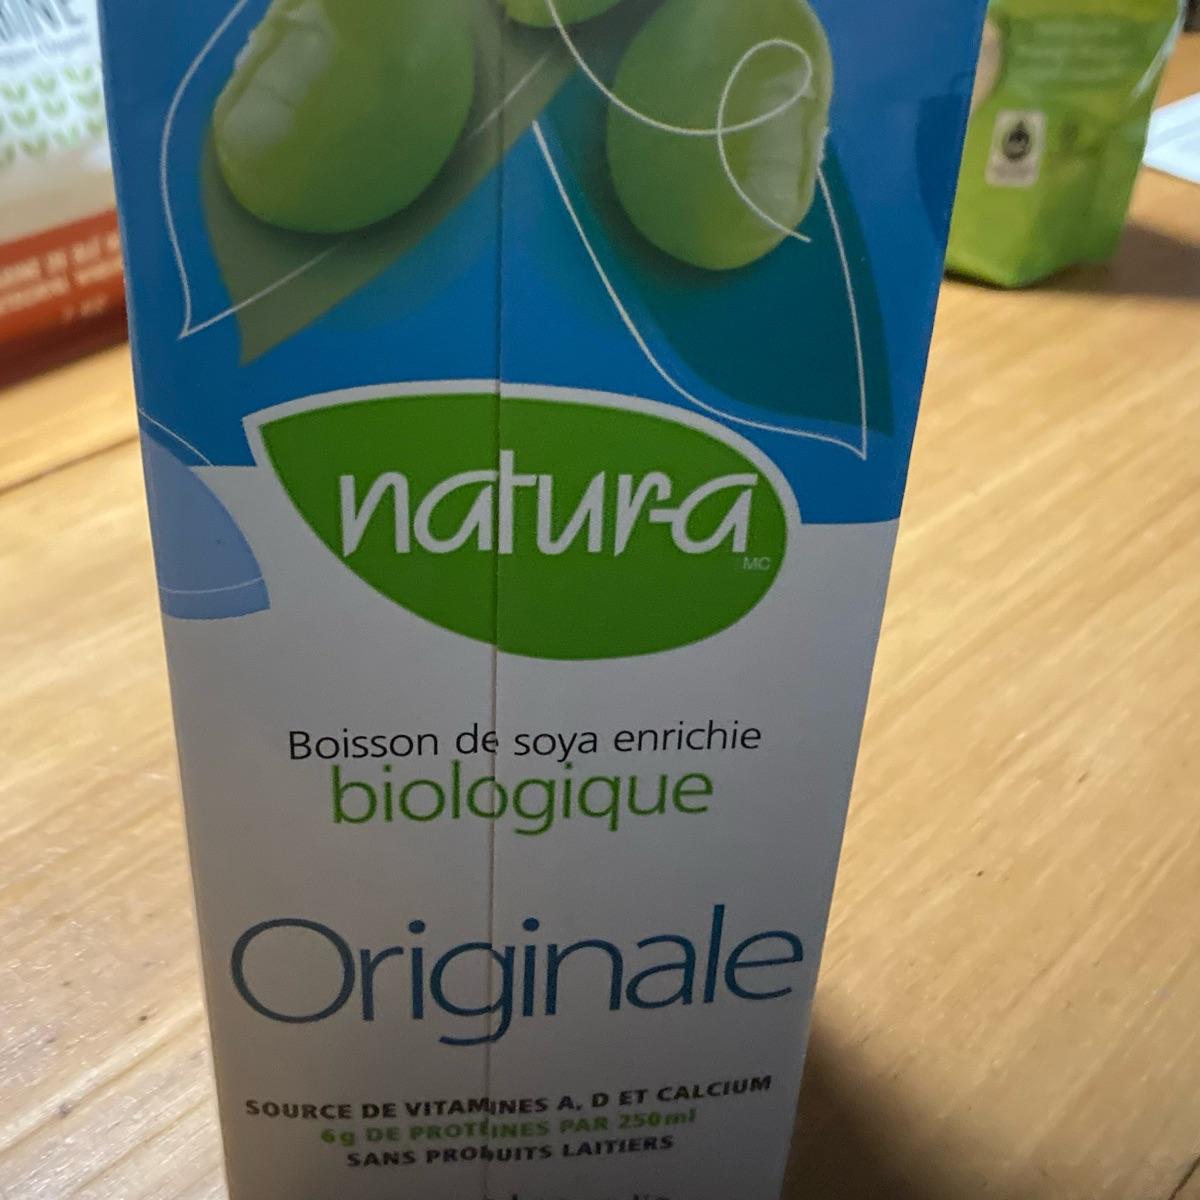 natur-a
MC
Boisson de soya enrichie
biologique
Originale
SOURCE DE VITAMINES A, D ET CALCIUM
6g DE PROTÉINES PAR 250ml
SANS PRODUITS LAITIERS